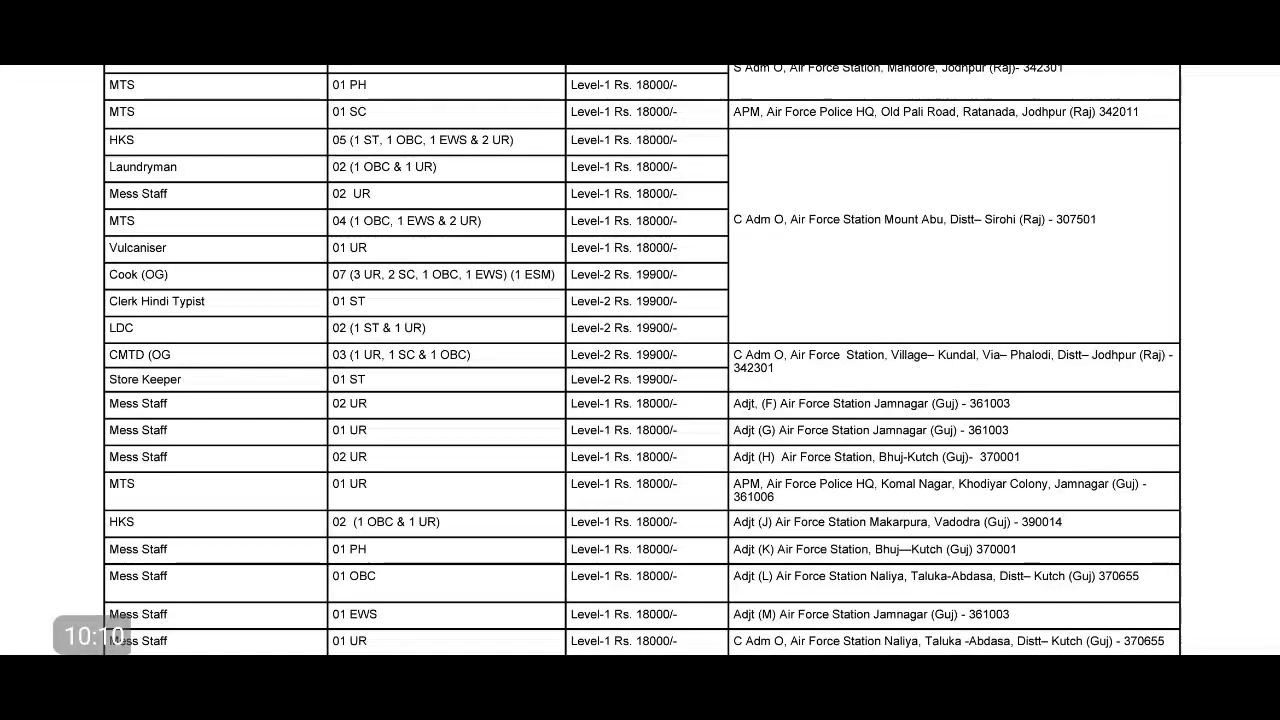 S Adm O, Air Force Station, Mandore, Jodhpur (Raj)- 342301
MTS 01 PH Level-1 Rs. 18000/-
MTS 01 SC Level-1 Rs. 18000/- APM, Air Force Police HQ, Old Pali Road, Ratanada, Jodhpur (Raj) 342011
HKS 05 (1 ST, 1 OBC, 1 EWS & 2 UR) Level-1 Rs. 18000/-
Laundryman 02 (1 OBC & 1 UR) Level-1 Rs. 18000/-
Mess Staff 02 UR Level-1 Rs. 18000/-
MTS 04 (1 OBC, 1 EWS & 2 UR) Level-1 Rs. 18000/- C Adm O, Air Force Station Mount Abu, Distt– Sirohi (Raj) - 307501
Vulcaniser 01 UR Level-1 Rs. 18000/-
Cook (OG) 07 (3 UR, 2 SC, 1 OBC, 1 EWS) (1 ESM) Level-2 Rs. 19900/-
Clerk Hindi Typist 01 ST Level-2 Rs. 19900/-
LDC 02 (1 ST & 1 UR) Level-2 Rs. 19900/-
CMTD (OG 03 (1 UR, 1 SC & 1 OBC) Level-2 Rs. 19900/- C Adm O, Air Force Station, Village– Kundal, Via– Phalodi, Distt– Jodhpur (Raj) -
342301
Store Keeper 01 ST Level-2 Rs. 19900/-
Mess Staff 02 UR Level-1 Rs. 18000/- Adjt, (F) Air Force Station Jamnagar (Guj) - 361003
Mess Staff 01 UR Level-1 Rs. 18000/- Adjt (G) Air Force Station Jamnagar (Guj) - 361003
Mess Staff 02 UR Level-1 Rs. 18000/- Adjt (H) Air Force Station, Bhuj-Kutch (Guj)- 370001
MTS 01 UR Level-1 Rs. 18000/- APM, Air Force Police HQ, Komal Nagar, Khodiyar Colony, Jamnagar (Guj) -
361006
HKS 02 (1 OBC & 1 UR) Level-1 Rs. 18000/- Adjt (J) Air Force Station Makarpura, Vadodra (Guj) - 390014
Mess Staff 01 PH Level-1 Rs. 18000/- Adjt (K) Air Force Station, Bhuj—Kutch (Guj) 370001
Mess Staff 01 OBC Level-1 Rs. 18000/- Adjt (L) Air Force Station Naliya, Taluka-Abdasa, Distt– Kutch (Guj) 370655
Mess Staff 01 EWS Level-1 Rs. 18000/- Adjt (M) Air Force Station Jamnagar (Guj) - 361003
10:10
Mess Staff 01 UR Level-1 Rs. 18000/- C Adm O, Air Force Station Naliya, Taluka -Abdasa, Distt– Kutch (Guj) - 370655